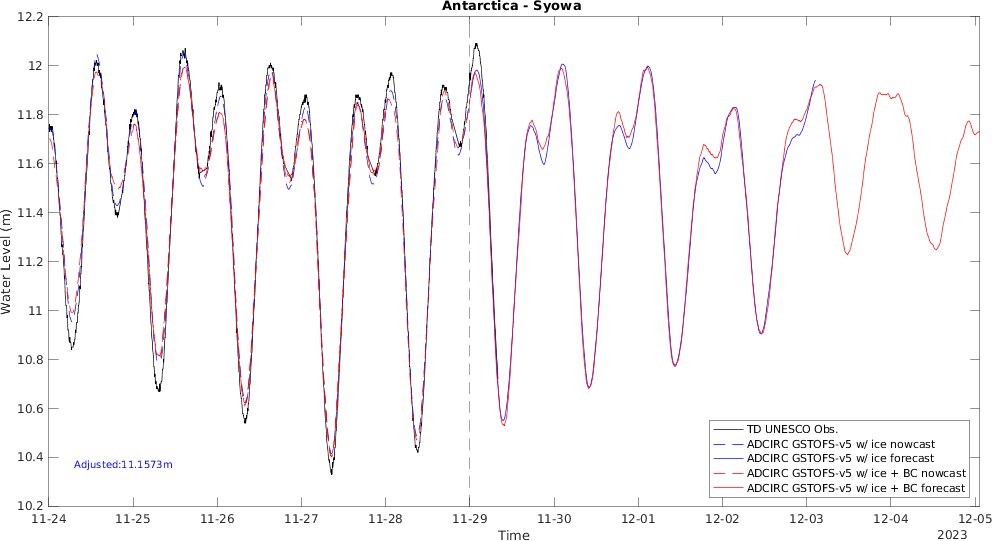 Antarctica - Syowa
12.2
12
11.8
11.6
11.4
11.2
11
10.8
10.6
10.4
10.2
Water Level (m)
Adjusted:11.1573m
TD UNESCO Obs.
ADCIRC GSTOFS-v5 w/ ice nowcast
ADCIRC GSTOFS-v5 w/ ice forecast
ADCIRC GSTOFS-v5 w/ ice + BC nowcast
ADCIRC GSTOFS-v5 w/ ice + BC forecast
11-24 11-25 11-26 11-27 11-28 11-29 11-30 12-01 12-02 12-03 12-04 12-05
Time
2023